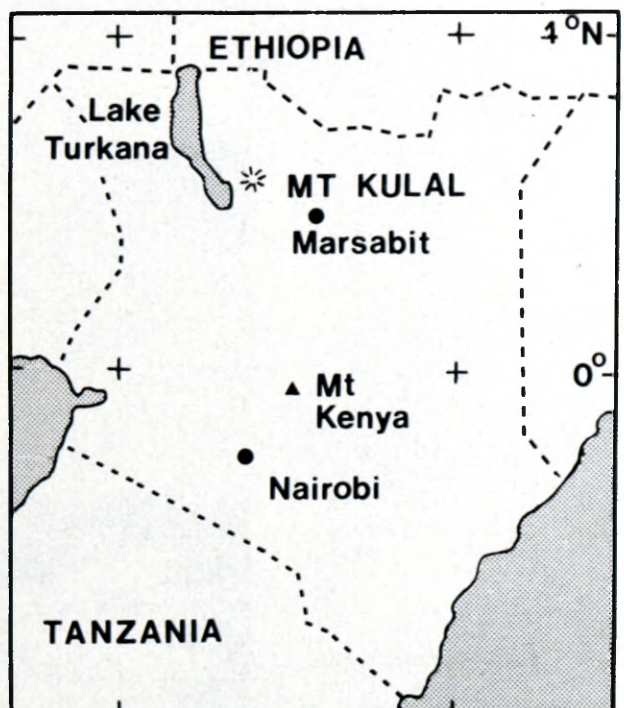 4°N
ETHIOPIA
Lake
Turkana
MT KULAL
Marsabit
0°
Mt
Kenya
Nairobi
TANZANIA